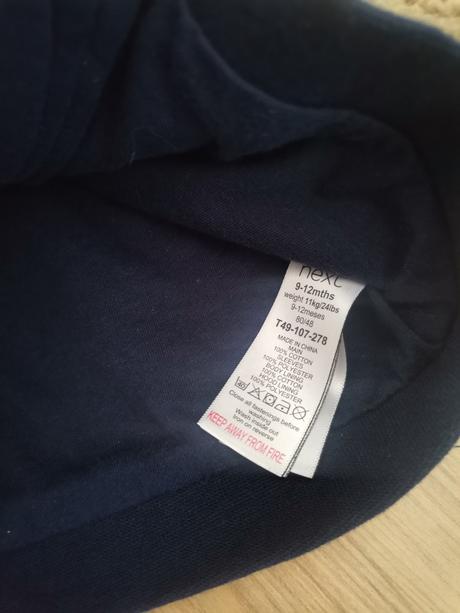 next
9-12mths
weight 11kg/24lbs
9-12meses
80/48
T49-107-278
MADE IN CHINA
MAIN
100% COTTON
SLEEVES
100% POLYESTER
BODY LINING
100% COTTON
HOOD LINING
100% POLYESTER
40
Close all fastenings before
washing
Wash inside out
Iron on reverse
KEEP AWAY FROM FIRE